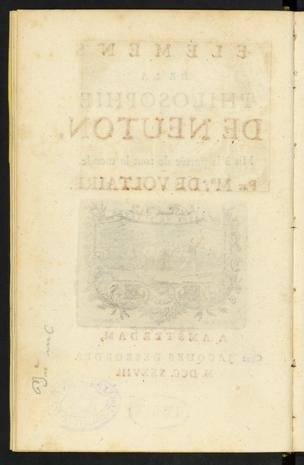 ELEMENS
DE LA
PHILOSOPHIE
DE NEUTON,
Mis à la portée de tout le monde.
Par Mr. DE VOLTAIRE.
A AMSTERDAM,
Chez JACQUES DESBORDES.
M. DCC. XXXVIII.